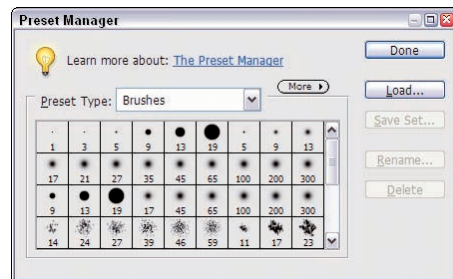 Preset Manager
Learn more about: The Preset Manager
Done
More
Load...
Preset Type: Brushes
Save Set...
1 3 5 9 13 19 5 9 13
Rename...
17 21 27 35 45 65 100 200 300
Delete
9 13 19 17 45 65 100 200 300
14 24 27 39 46 59 11 17 23